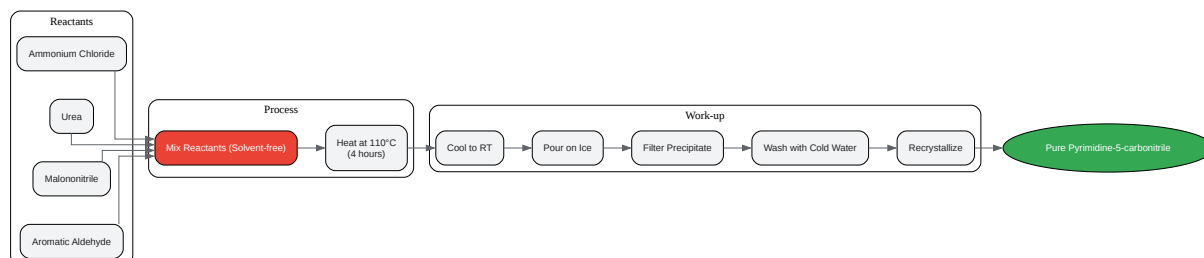 Reactants
Ammonium Chloride
Urea
Malononitrile
Aromatic Aldehyde
Process
Mix Reactants (Solvent-free)
Heat at 110°C
(4 hours)
Work-up
Cool to RT
Pour on Ice
Filter Precipitate
Wash with Cold Water
Recrystallize
Pure Pyrimidine-5-carbonitrile